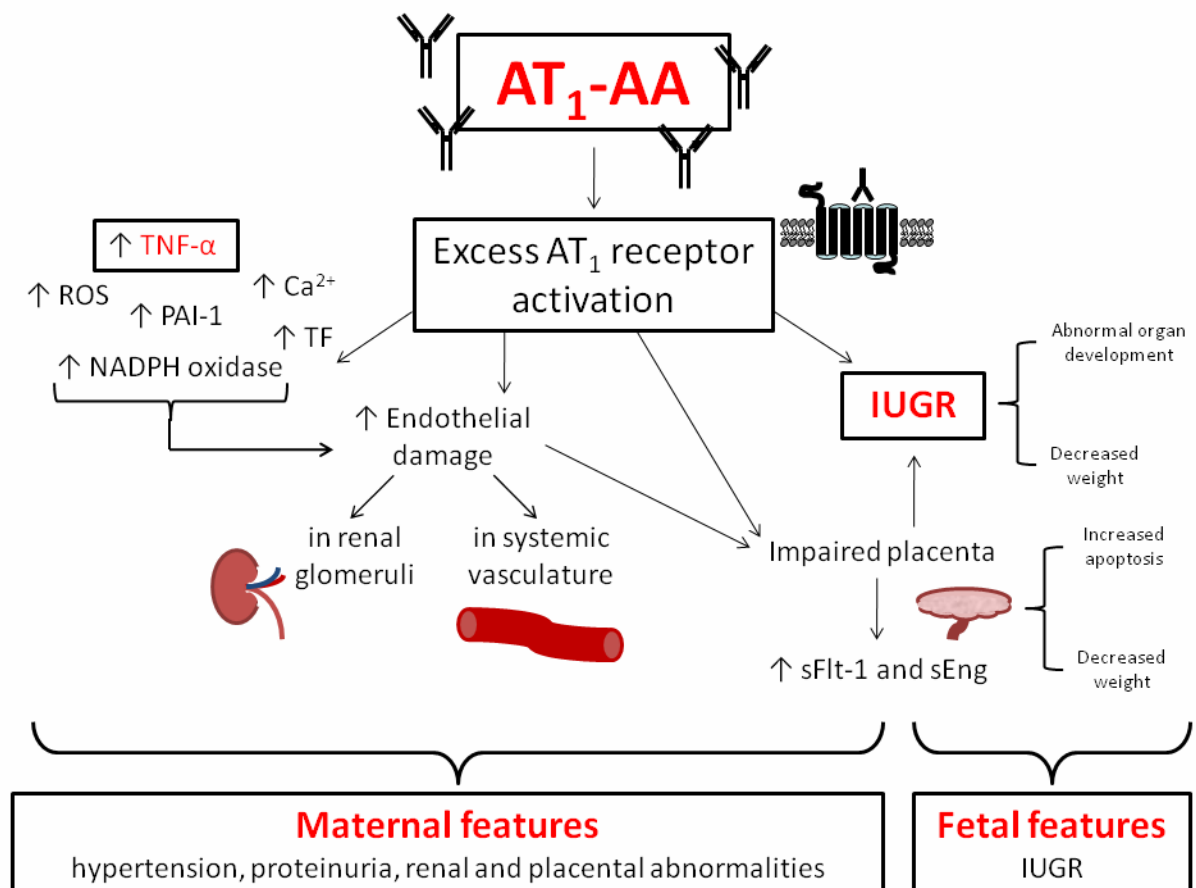 AT₁-AA
Excess AT₁ receptor
activation
↑ TNF-α
↑ ROS
↑ Ca²⁺
↑ PAI-1
↑ TF
↑ NADPH oxidase
↑ Endothelial
damage
in renal
glomeruli
in systemic
vasculature
IUGR
Abnormal organ
development
Decreased
weight
Impaired placenta
Increased
apoptosis
Decreased
weight
↑ sFlt-1 and sEng
Maternal features
hypertension, proteinuria, renal and placental abnormalities
Fetal features
IUGR